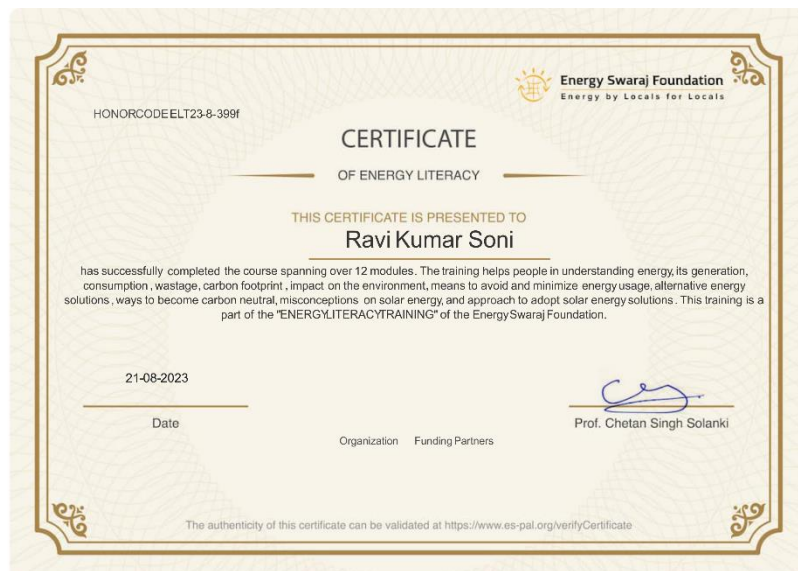 Energy Swaraj Foundation
Energy by Locals for Locals
HONORCODEELT23-8-399f
CERTIFICATE
OF ENERGY LITERACY
THIS CERTIFICATE IS PRESENTED TO
Ravi Kumar Soni
has successfully completed the course spanning over 12 modules. The training helps people in understanding energy, its generation,
consumption, wastage, carbon footprint, impact on the environment, means to avoid and minimize energy usage, alternative energy
solutions, ways to become carbon neutral, misconceptions on solar energy, and approach to adopt solar energy solutions. This training is a
part of the "ENERGYLITERACYTRAINING" of the Energy Swaraj Foundation.
21-08-2023
Date
Prof. Chetan Singh Solanki
Organization Funding Partners
The authenticity of this certificate can be validated at https://www.es-pal.org/verifyCertificate